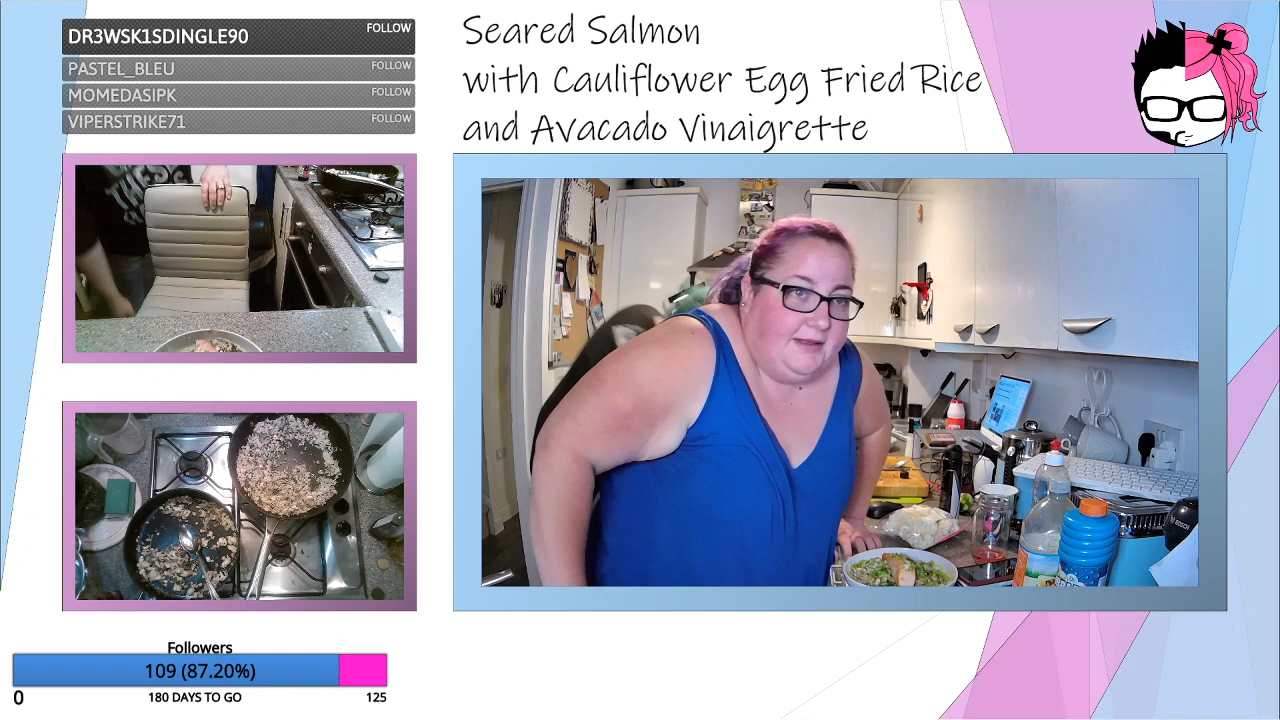 DR3WSK1SDINGLE90 FOLLOW
PASTEL_BLEU FOLLOW
MOMEDASIPK FOLLOW
VIPERSTRIKE71 FOLLOW
Seared Salmon
with Cauliflower Egg Fried Rice
and Avacado Vinaigrette
BOSCH
Followers
109 (87.20%)
0 180 DAYS TO GO 125